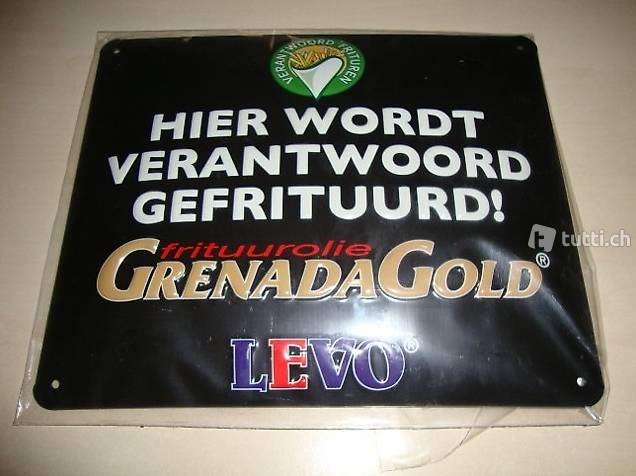 VERANTWOORD FRITUREN
HIER WORDT
VERANTWOORD
GEFRITUURD!
frituurolie
GRENADAGOLD®
LEVO®
t tutti.ch